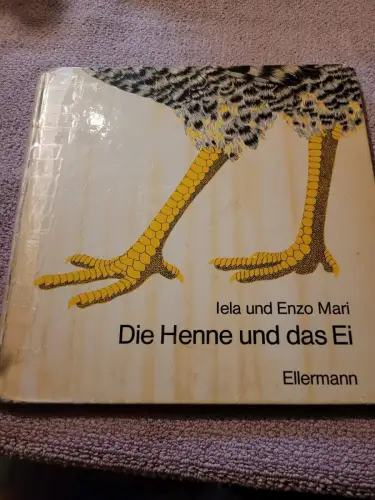 Iela und Enzo Mari
Die Henne und das Ei
Ellermann